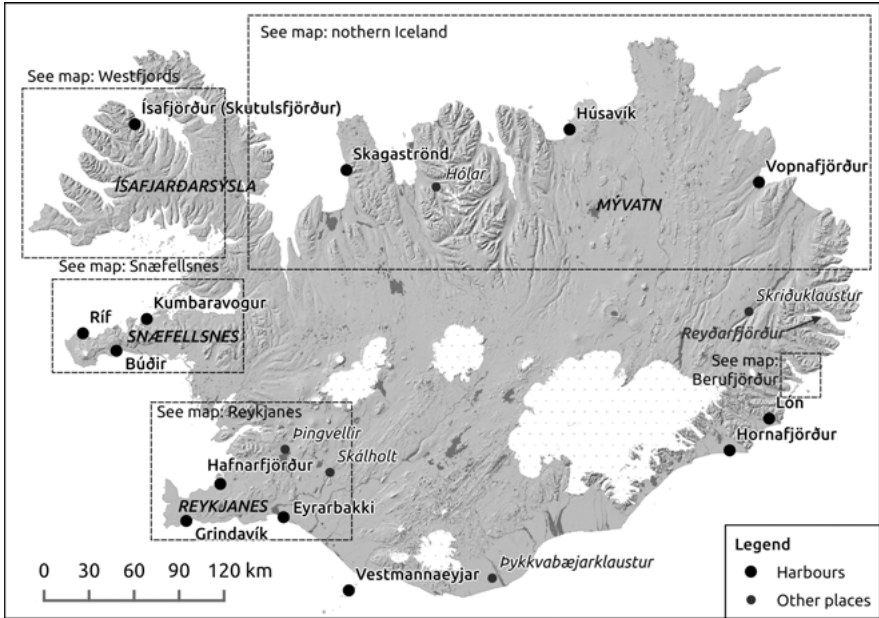 See map: nothern Iceland
See map: Westfjords
Ísafjörður (Skutulsfjörður)
Húsavík
Skagaströnd
Hólar
Vopnafjörður
ÍSAFJARÐARSÝSLA
MÝVATN
See map: Snæfellsnes
Kumbaravogur
Ríf
SNÆFELLSNES
Búðir
Skriðuklaustur
Reyðarfjörður
See map:
Berufjörður
Lón
Hornafjörður
See map: Reykjanes
Þingvellir
Skálholt
Hafnarfjörður
REYKJANES
Eyrarbakki
Grindavík
Vestmannaeyjar
Þykkvabæjarklaustur
0 30 60 90 120 km
Legend
Harbours
Other places